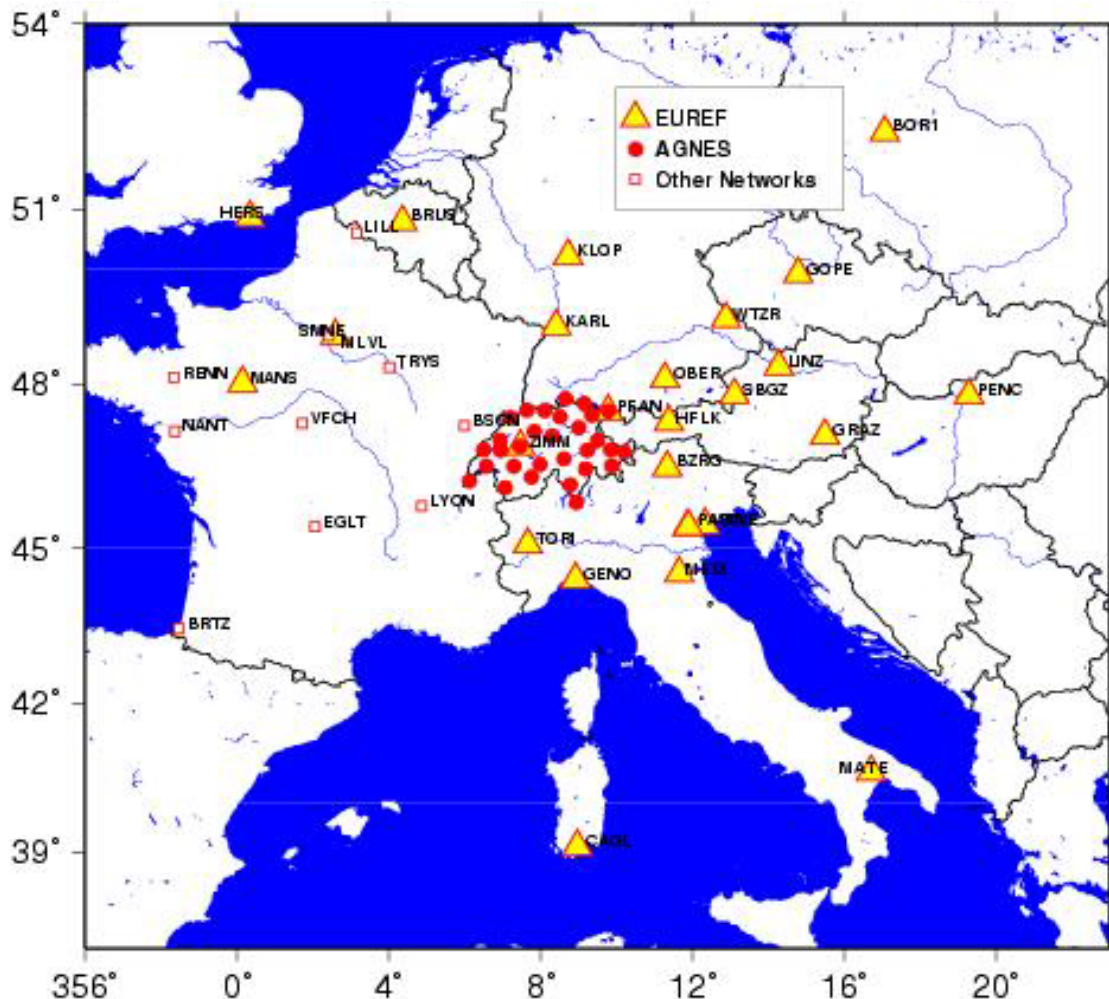 54°
EUREF
BOR1
AGNES
Other Networks
51°
HERS
BRUS
LILL
KLOP
GOPE
WTZR
KARL
SMNE
MLVL
TRYS
LINZ
48°
RENN
MANS
OBER
SBGZ
PENC
PFAN
NANT
VFCH
BSCN
HFLK
GRAZ
ZIMM
BZRG
LYON
EGLT
45°
TORI
GENO
BRTZ
42°
MATE
39°
CAGL
356°
0°
4°
8°
12°
16°
20°